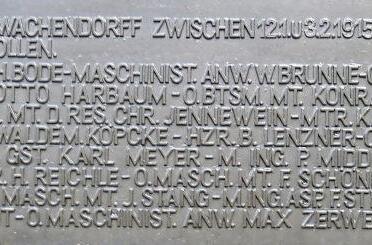 WACHENDORFF ZWISCHEN 12.1.u.3.2.1915
OLLEN.
H. BODE-MASCHINIST. ANW. W. BRUNNE-
OTTO HARBAUM-O.BTSM. MT. KONR
MT. D. RES. CHR. JENNEWEIN-MTR. K
WALDEM. KÖPCKE-HZR. B. LENZNER-O
GST. KARL MEYER-M. ING. P. MIDD
H. REICHLE-O.MASCH. MT. F. SCHÖN
MASCH. MT. J. STANG-M.ING. ASP. F. ST
T-O.MASCHINIST. ANW. MAX ZERWE